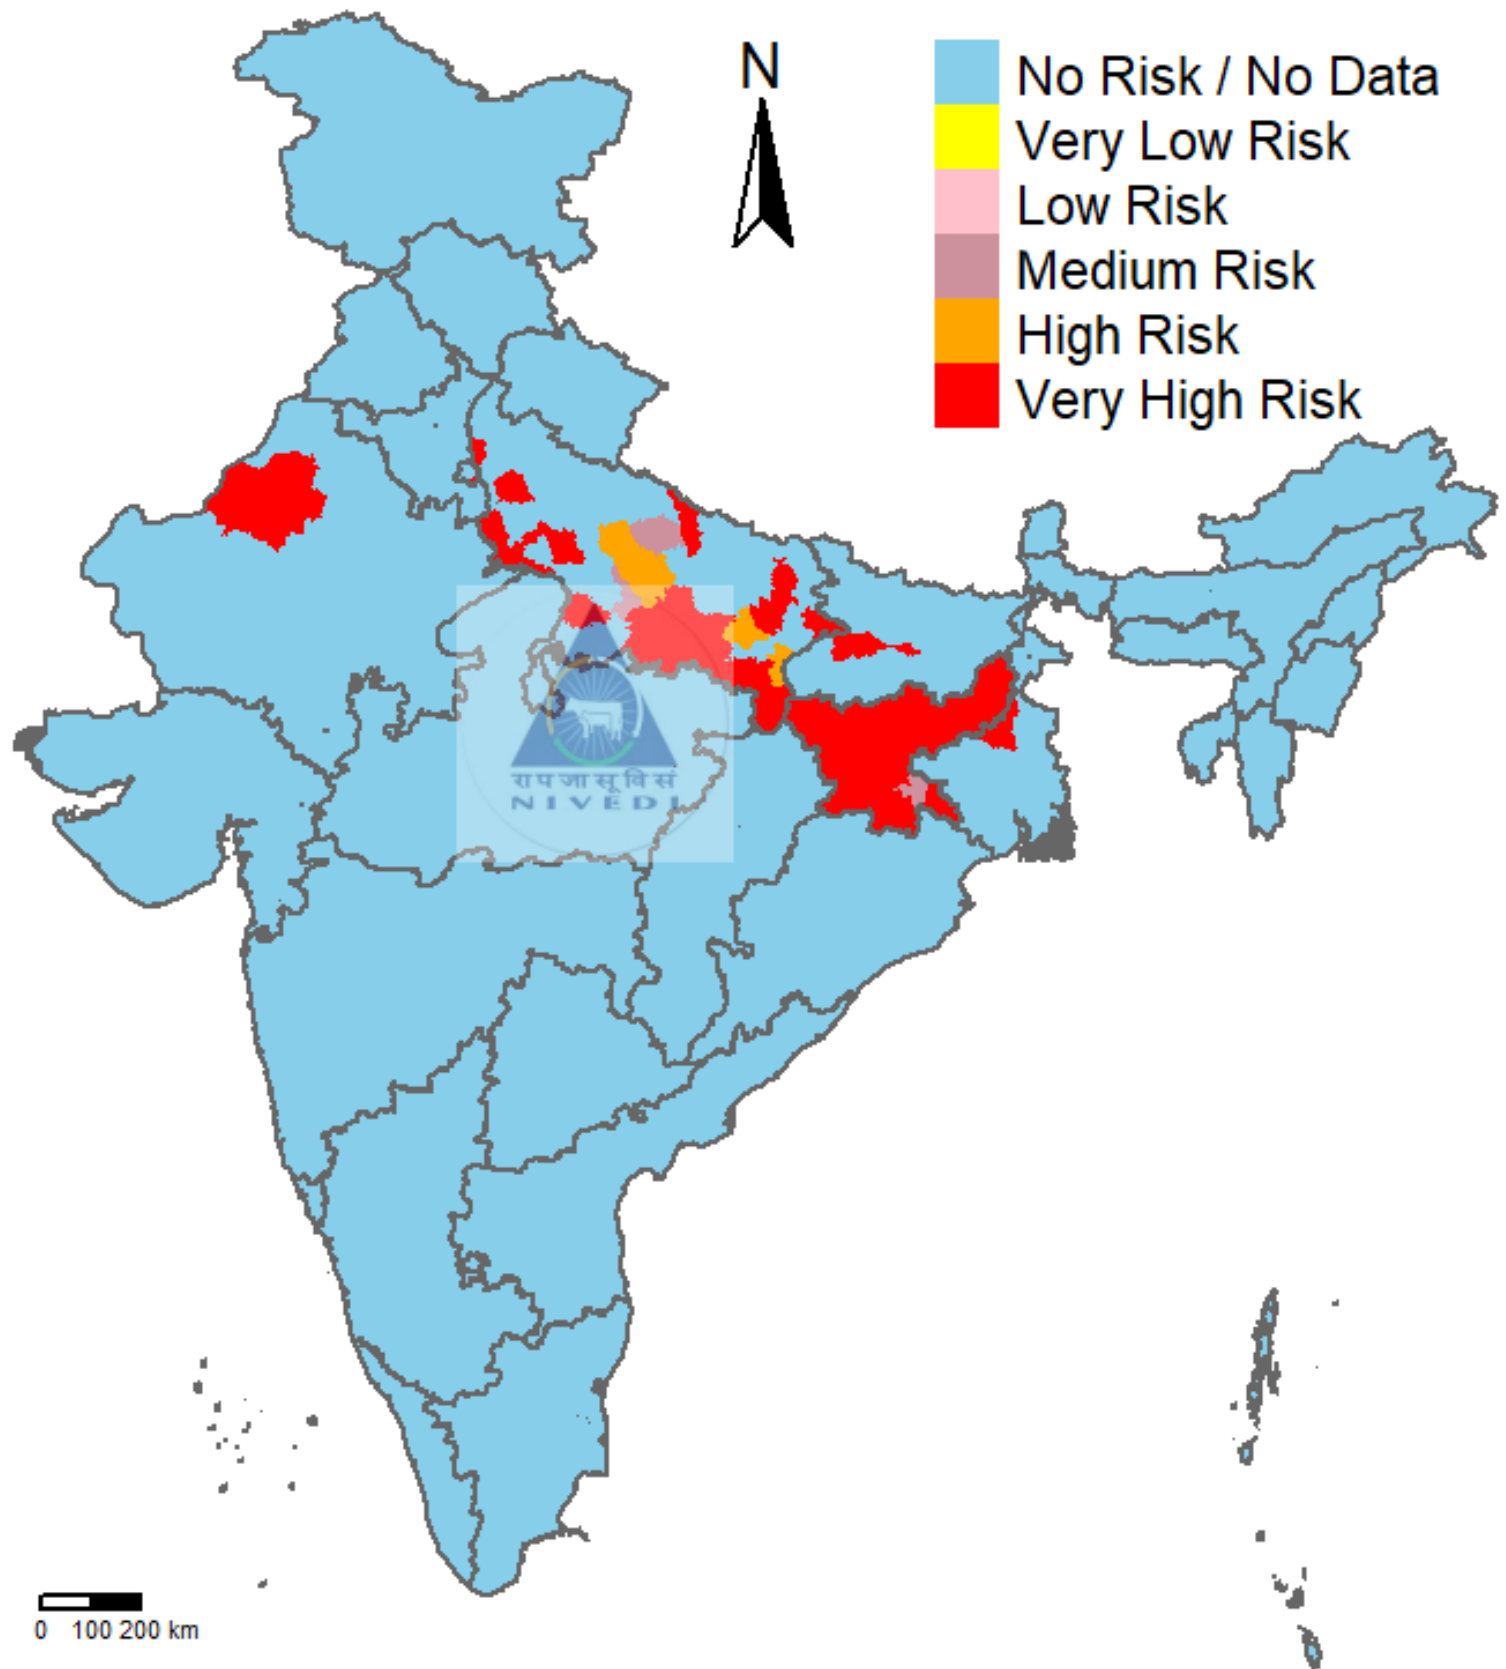 N
No Risk / No Data
Very Low Risk
Low Risk
Medium Risk
High Risk
Very High Risk
रा प जा सू वि सं
NIVEDI
0 100 200 km